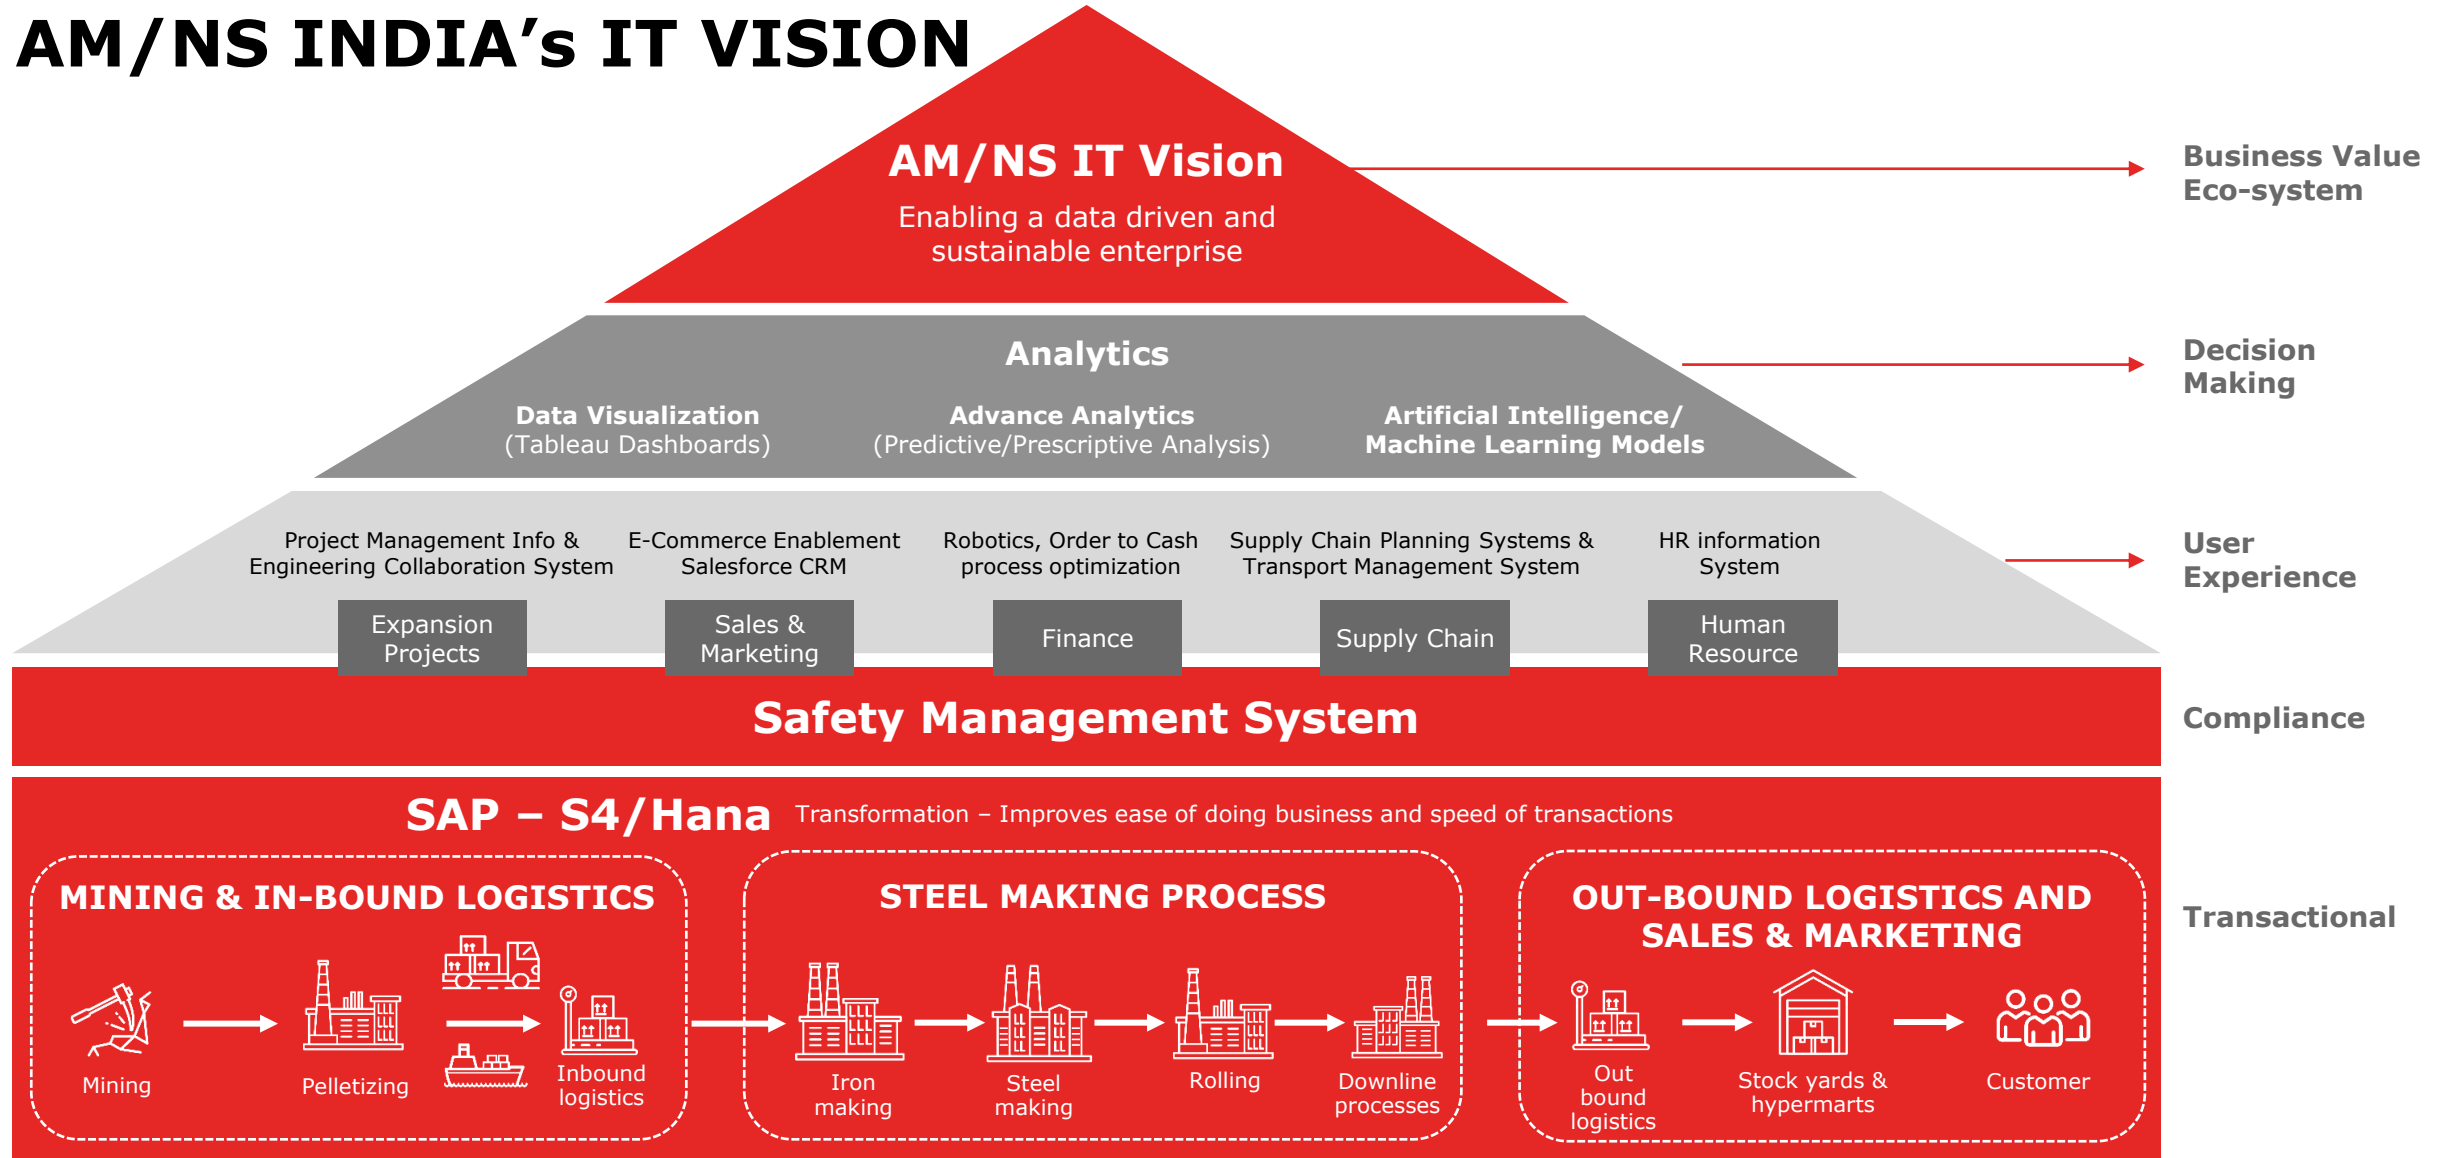 AM/NS INDIA’s IT VISION
AM/NS IT Vision
Enabling a data driven and
sustainable enterprise
Business Value
Eco-system
Analytics
Data Visualization
(Tableau Dashboards)
Advance Analytics
(Predictive/Prescriptive Analysis)
Artificial Intelligence/
Machine Learning Models
Decision
Making
Project Management Info &
Engineering Collaboration System
E-Commerce Enablement
Salesforce CRM
Robotics, Order to Cash
process optimization
Supply Chain Planning Systems &
Transport Management System
HR information
System
User
Experience
Expansion
Projects
Sales &
Marketing
Finance
Supply Chain
Human
Resource
Safety Management System
Compliance
SAP – S4/Hana
Transformation – Improves ease of doing business and speed of transactions
Transactional
MINING & IN-BOUND LOGISTICS
Mining
Pelletizing
Inbound
logistics
STEEL MAKING PROCESS
Iron
making
Steel
making
Rolling
Downline
processes
OUT-BOUND LOGISTICS AND
SALES & MARKETING
Out
bound
logistics
Stock yards &
hypermarts
Customer